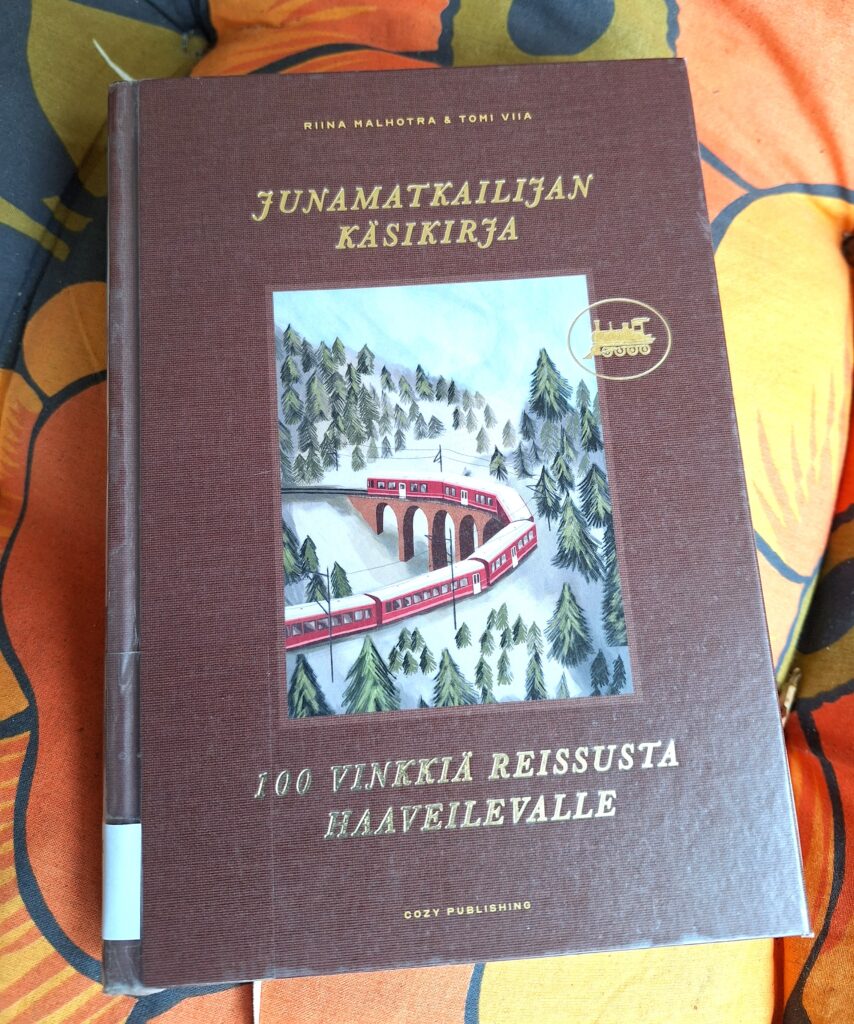 RIINA MALHOTRA & TOMI VIIA
JUNAMATKAILIJAN
KÄSIKIRJA
100 VINKKIÄ REISSUSTA
HAAVEILEVALLE
COZY PUBLISHING